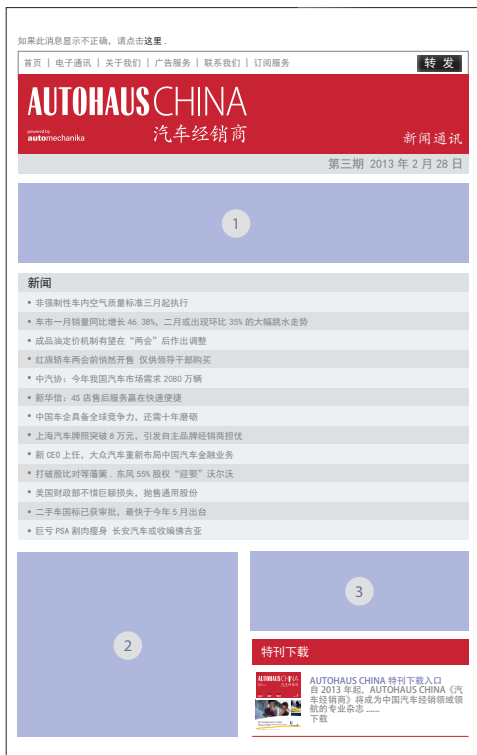 如果此消息显示不正确，请点击这里 .
首页 | 电子通讯 | 关于我们 | 广告服务 | 联系我们 | 订阅服务
转 发
AUTOHAUS CHINA
powered by
automechanika
汽车经销商
新闻通讯
第三期 2013 年 2 月 28 日
1
新闻
• 非强制性车内空气质量标准三月起执行
• 车市一月销量同比增长 46.38%，二月或出现环比 35% 的大幅跳水走势
• 成品油定价机制有望在“两会”后作出调整
• 红旗轿车两会前悄然开售 仅供领导干部购买
• 中汽协：今年我国汽车市场需求 2080 万辆
• 新华信：4S 店售后服务赢在快速便捷
• 中国车企具备全球竞争力，还需十年磨砺
• 上海汽车牌照突破 8 万元，引发自主品牌经销商担忧
• 新 CEO 上任，大众汽车重新布局中国汽车金融业务
• 打破股比对等藩篱 . 东风 55% 股权“迎娶”沃尔沃
• 美国财政部不惜巨额损失，抛售通用股份
• 二手车国标已获审批，最快于今年 5 月出台
• 巨亏 PSA 割肉瘦身 长安汽车或收编佛吉亚
2
3
特刊下载
AUTOHAUS CHINA
AUTOHAUS CHINA 特刊下载入口
自 2013 年起，AUTOHAUS CHINA《汽
车经销商》将成为中国汽车经销领域领
航的专业杂志 ......
下载